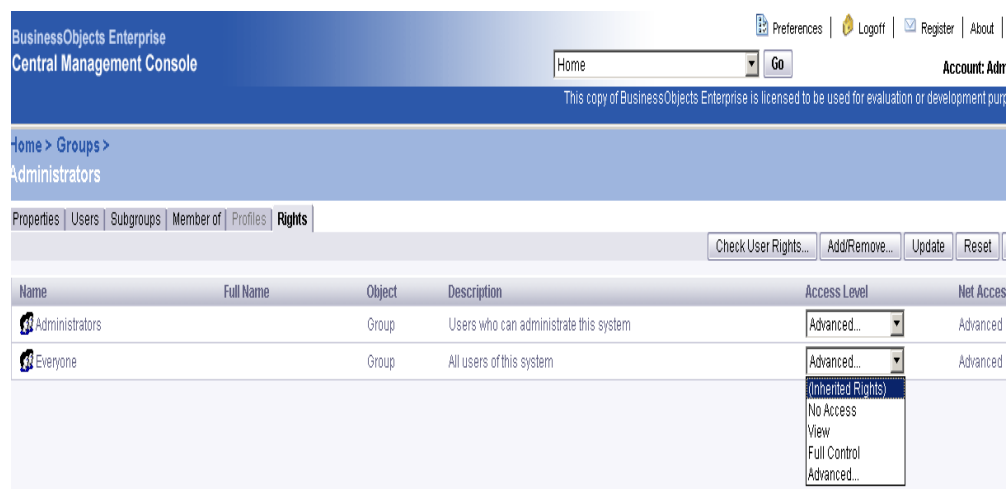 BusinessObjects Enterprise
Central Management Console
Preferences | Logoff | Register | About |
Home Go
Account: Adm
This copy of BusinessObjects Enterprise is licensed to be used for evaluation or development purp
Home > Groups >
Administrators
Properties Users Subgroups Member of Profiles Rights
Check User Rights... Add/Remove... Update Reset
Name Full Name Object Description Access Level Net Acces
Administrators Group Users who can administrate this system Advanced... Advanced
Everyone Group All users of this system Advanced... Advanced
(Inherited Rights)
No Access
View
Full Control
Advanced...